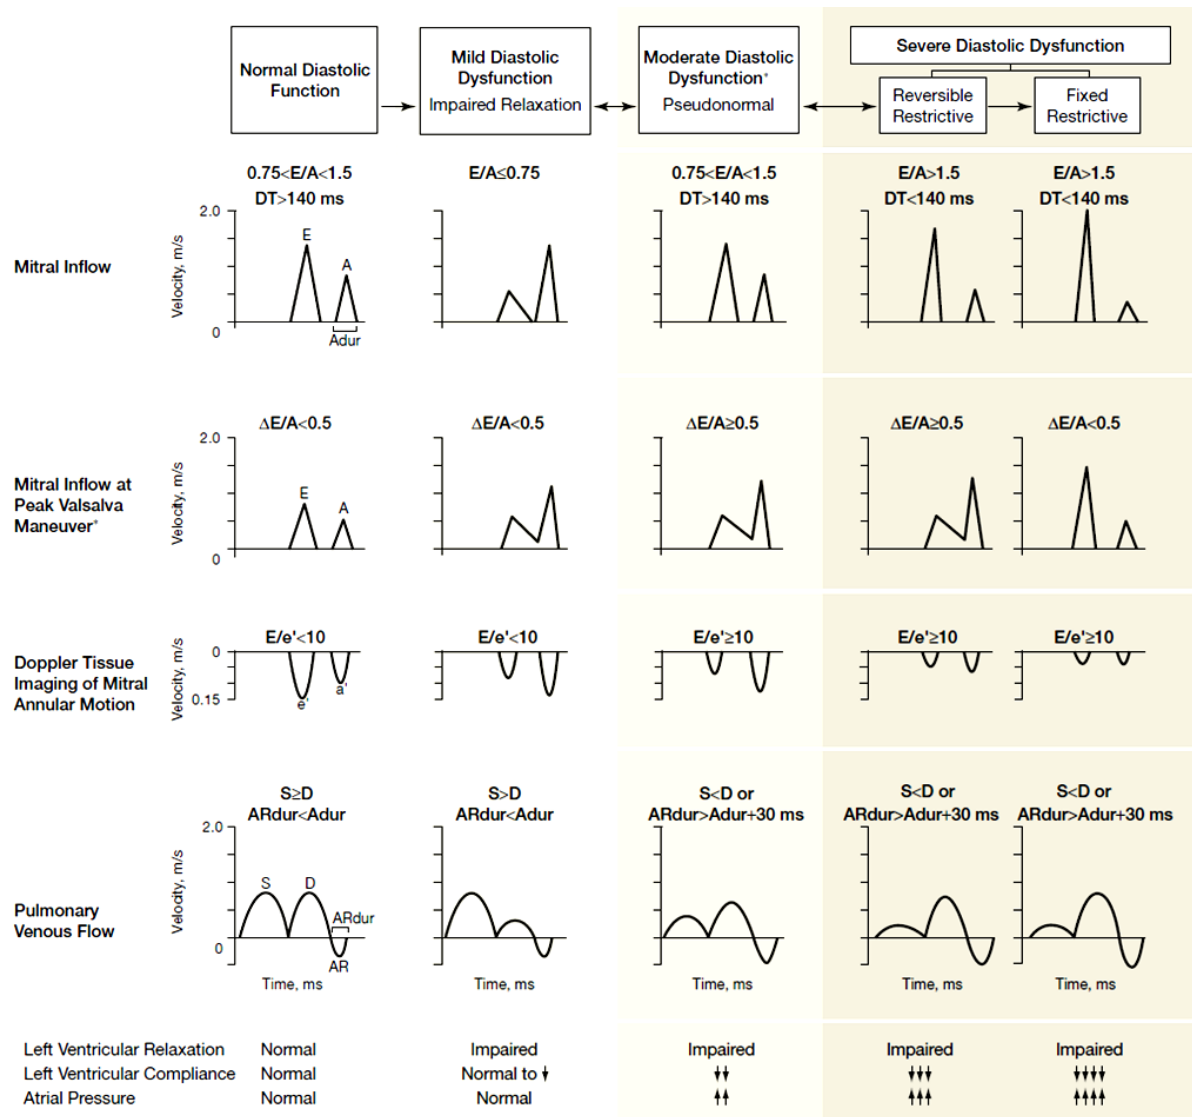 Normal Diastolic
Function
Mild Diastolic
Dysfunction
Impaired Relaxation
Moderate Diastolic
Dysfunction*
Pseudonormal
Severe Diastolic Dysfunction
Reversible
Restrictive
Fixed
Restrictive
Mitral Inflow
0.75<E/A<1.5
DT>140 ms
E/A≤0.75
0.75<E/A<1.5
DT>140 ms
E/A>1.5
DT<140 ms
E/A>1.5
DT<140 ms
Velocity, m/s
2.0
0
E
A
Adur
Mitral Inflow at
Peak Valsalva
Maneuver*
ΔE/A<0.5
ΔE/A<0.5
ΔE/A≥0.5
ΔE/A≥0.5
ΔE/A<0.5
Velocity, m/s
2.0
0
E
A
Doppler Tissue
Imaging of Mitral
Annular Motion
E/e'<10
E/e'<10
E/e'≥10
E/e'≥10
E/e'≥10
Velocity, m/s
0
0.15
e'
a'
Pulmonary
Venous Flow
S≥D
ARdur<Adur
S>D
ARdur<Adur
S<D or
ARdur>Adur+30 ms
S<D or
ARdur>Adur+30 ms
S<D or
ARdur>Adur+30 ms
Velocity, m/s
2.0
0
S
D
ARdur
AR
Time, ms
Time, ms
Time, ms
Time, ms
Time, ms
Left Ventricular Relaxation Normal Impaired Impaired Impaired Impaired
Left Ventricular Compliance Normal Normal to ↓ ↓↓ ↓↓↓ ↓↓↓↓
Atrial Pressure Normal Normal ↑↑ ↑↑↑ ↑↑↑↑